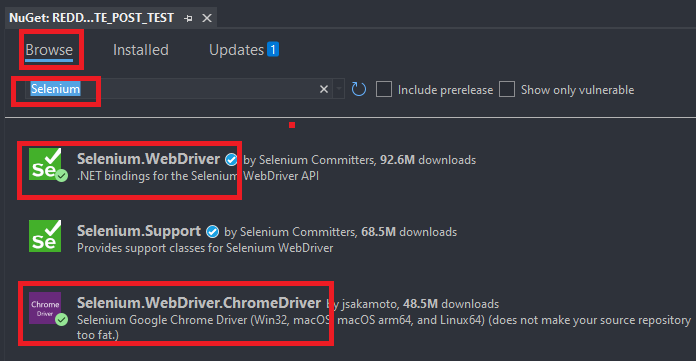 NuGet: REDD...TE_POST_TEST
Browse Installed Updates 1
Selenium Include prerelease Show only vulnerable
Se Selenium.WebDriver by Selenium Committers, 92.6M downloads
.NET bindings for the Selenium WebDriver API
Se Selenium.Support by Selenium Committers, 68.5M downloads
Provides support classes for Selenium WebDriver
Chrome Driver Selenium.WebDriver.ChromeDriver by jsakamoto, 48.5M downloads
Selenium Google Chrome Driver (Win32, macOS, macOS arm64, and Linux64) (does not make your source repository
too fat.)